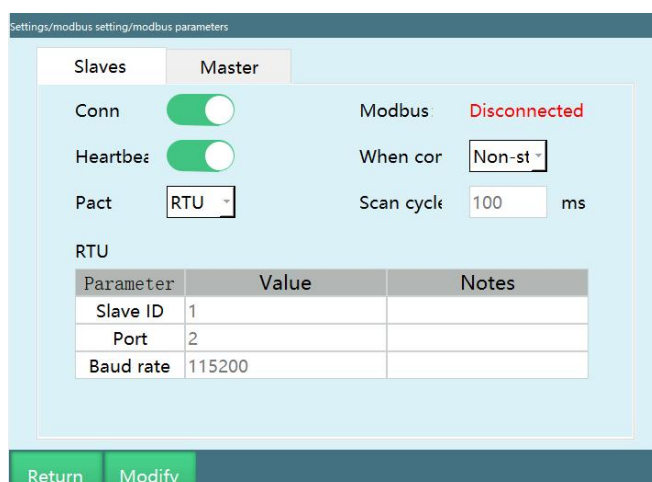 Settings/modbus setting/modbus parameters
Slaves Master
Conn Modbus: Disconnected
Heartbea When cor Non-st
Pact RTU Scan cycle 100 ms
RTU
Parameter Value Notes
Slave ID 1
Port 2
Baud rate 115200
Return Modify